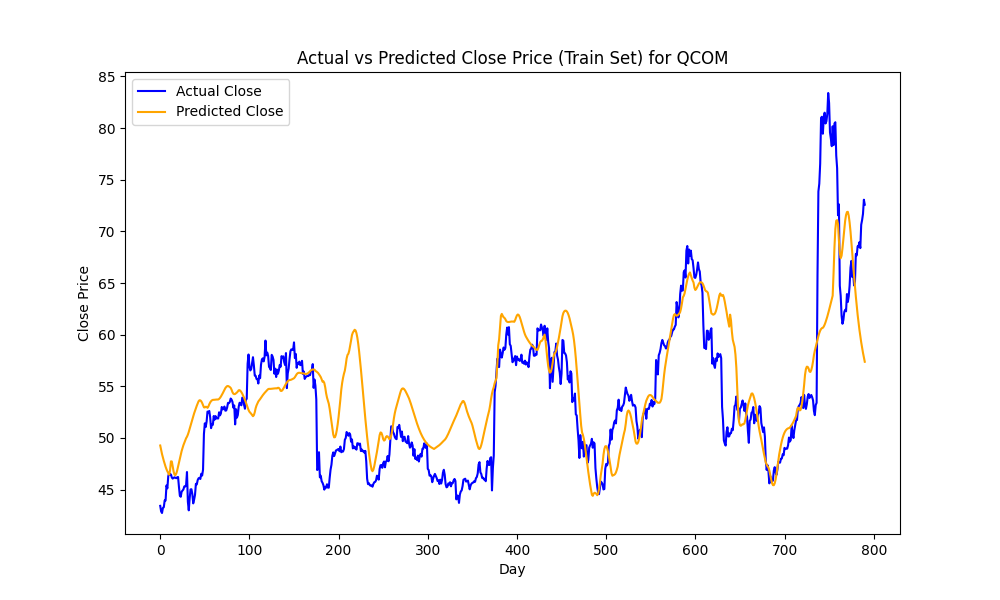 Actual vs Predicted Close Price (Train Set) for QCOM
Actual Close
Predicted Close
85
80
75
70
65
60
55
50
45
Close Price
0 100 200 300 400 500 600 700 800
Day